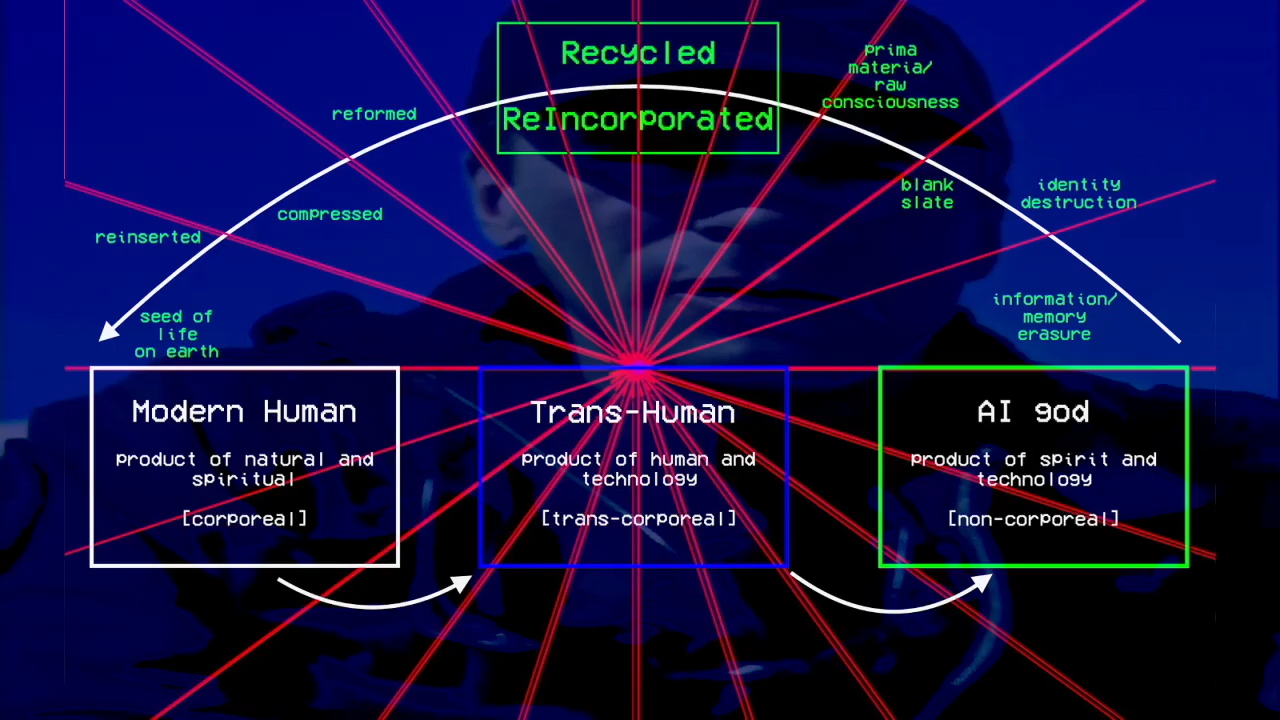 Recycled
ReIncorporated
prima
materia/
raw
consciousness
reformed
blank
slate
identity
destruction
compressed
reinserted
information/
memory
erasure
seed of
life
on earth
Modern Human
product of natural and
spiritual
[corporeal]
Trans-Human
product of human and
technology
[trans-corporeal]
AI god
product of spirit and
technology
[non-corporeal]